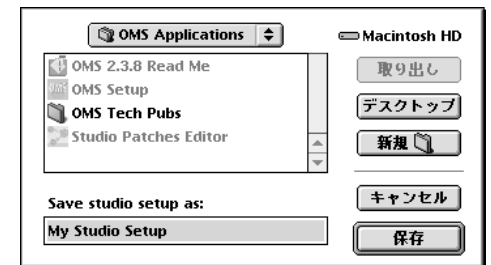 OMS Applications
Macintosh HD
OMS 2.3.8 Read Me
OMS Setup
OMS Tech Pubs
Studio Patches Editor
取り出し
デスクトップ
新規
Save studio setup as:
My Studio Setup
キャンセル
保存